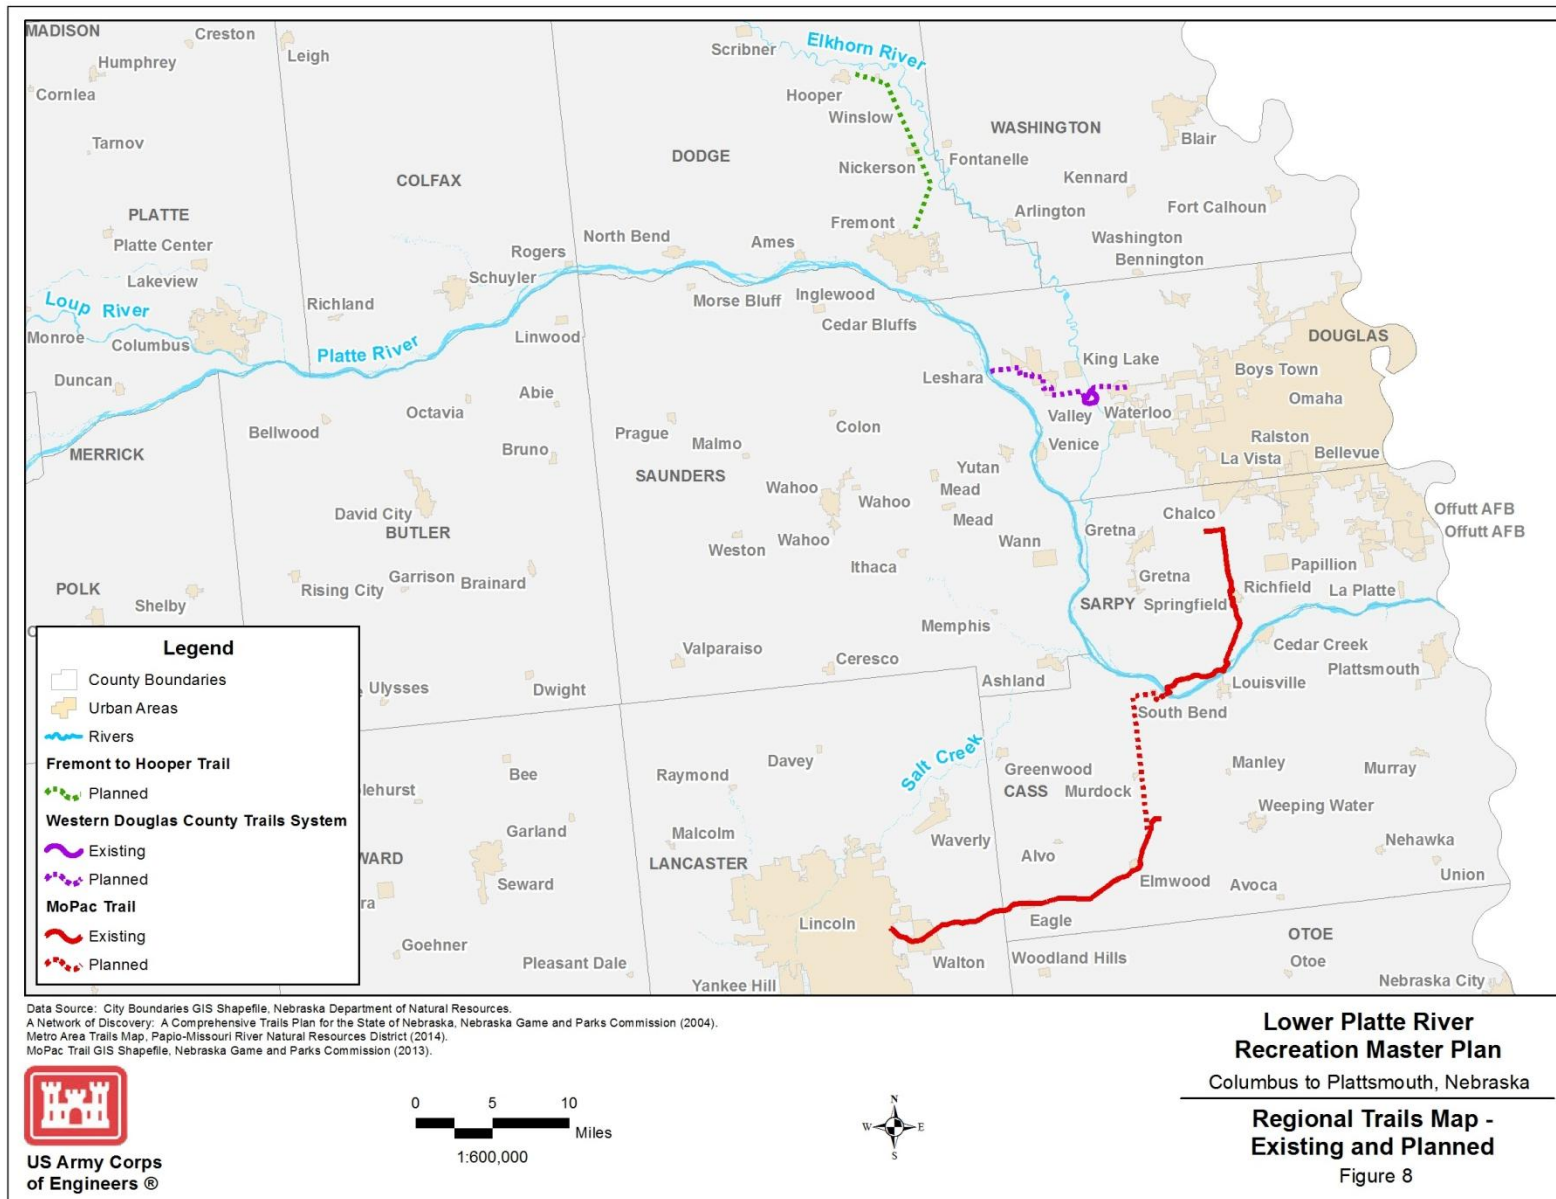 MADISON
Creston
Leigh
Humphrey
Cornlea
Tarnov
Scribner
Elkhorn River
Hooper
Winslow
Nickerson
WASHINGTON
Blair
Fontanelle
Kennard
Arlington
Fort Calhoun
Washington
Bennington
DODGE
COLFAX
PLATTE
Platte Center
Lakeview
Loup River
Monroe
Columbus
Duncan
Richland
Schuyler
Rogers
North Bend
Ames
Fremont
Morse Bluff
Inglewood
Cedar Bluffs
Linwood
Platte River
Leshara
King Lake
DOUGLAS
Boys Town
Omaha
Valley
Waterloo
Venice
Ralston
La Vista
Bellevue
Abie
Octavia
Bellwood
Bruno
Prague
Malmo
Colon
MERRICK
SAUNDERS
Wahoo
Wahoo
Wahoo
Yutan
Mead
Mead
Wann
David City
BUTLER
Weston
Ithaca
Gretna
Chalco
Offutt AFB
Offutt AFB
Gretna
Papillion
Richfield
La Platte
SARPY
Springfield
Rising City
Garrison
Brainard
POLK
Shelby
Memphis
Cedar Creek
Plattsmouth
Valparaiso
Ceresco
Ashland
Louisville
South Bend
Ulysses
Dwight
Salt Creek
Davey
Raymond
Bee
Greenwood
CASS
Murdock
Manley
Murray
Weeping Water
Garland
Malcolm
LANCASTER
Waverly
Alvo
Nehawka
Union
Elmwood
Avoca
Seward
Lincoln
Eagle
Goehner
Pleasant Dale
Walton
Woodland Hills
OTOE
Otoe
Yankee Hill
Nebraska City
lehurst
WARD
ra
Legend
County Boundaries
Urban Areas
Rivers
Fremont to Hooper Trail
Planned
Western Douglas County Trails System
Existing
Planned
MoPac Trail
Existing
Planned
Data Source: City Boundaries GIS Shapefile, Nebraska Department of Natural Resources.
A Network of Discovery: A Comprehensive Trails Plan for the State of Nebraska, Nebraska Game and Parks Commission (2004).
Metro Area Trails Map, Papio-Missouri River Natural Resources District (2014).
MoPac Trail GIS Shapefile, Nebraska Game and Parks Commission (2013).
US Army Corps
of Engineers ®
0 5 10
Miles
1:600,000
N
W E
S
Lower Platte River
Recreation Master Plan
Columbus to Plattsmouth, Nebraska
Regional Trails Map -
Existing and Planned
Figure 8